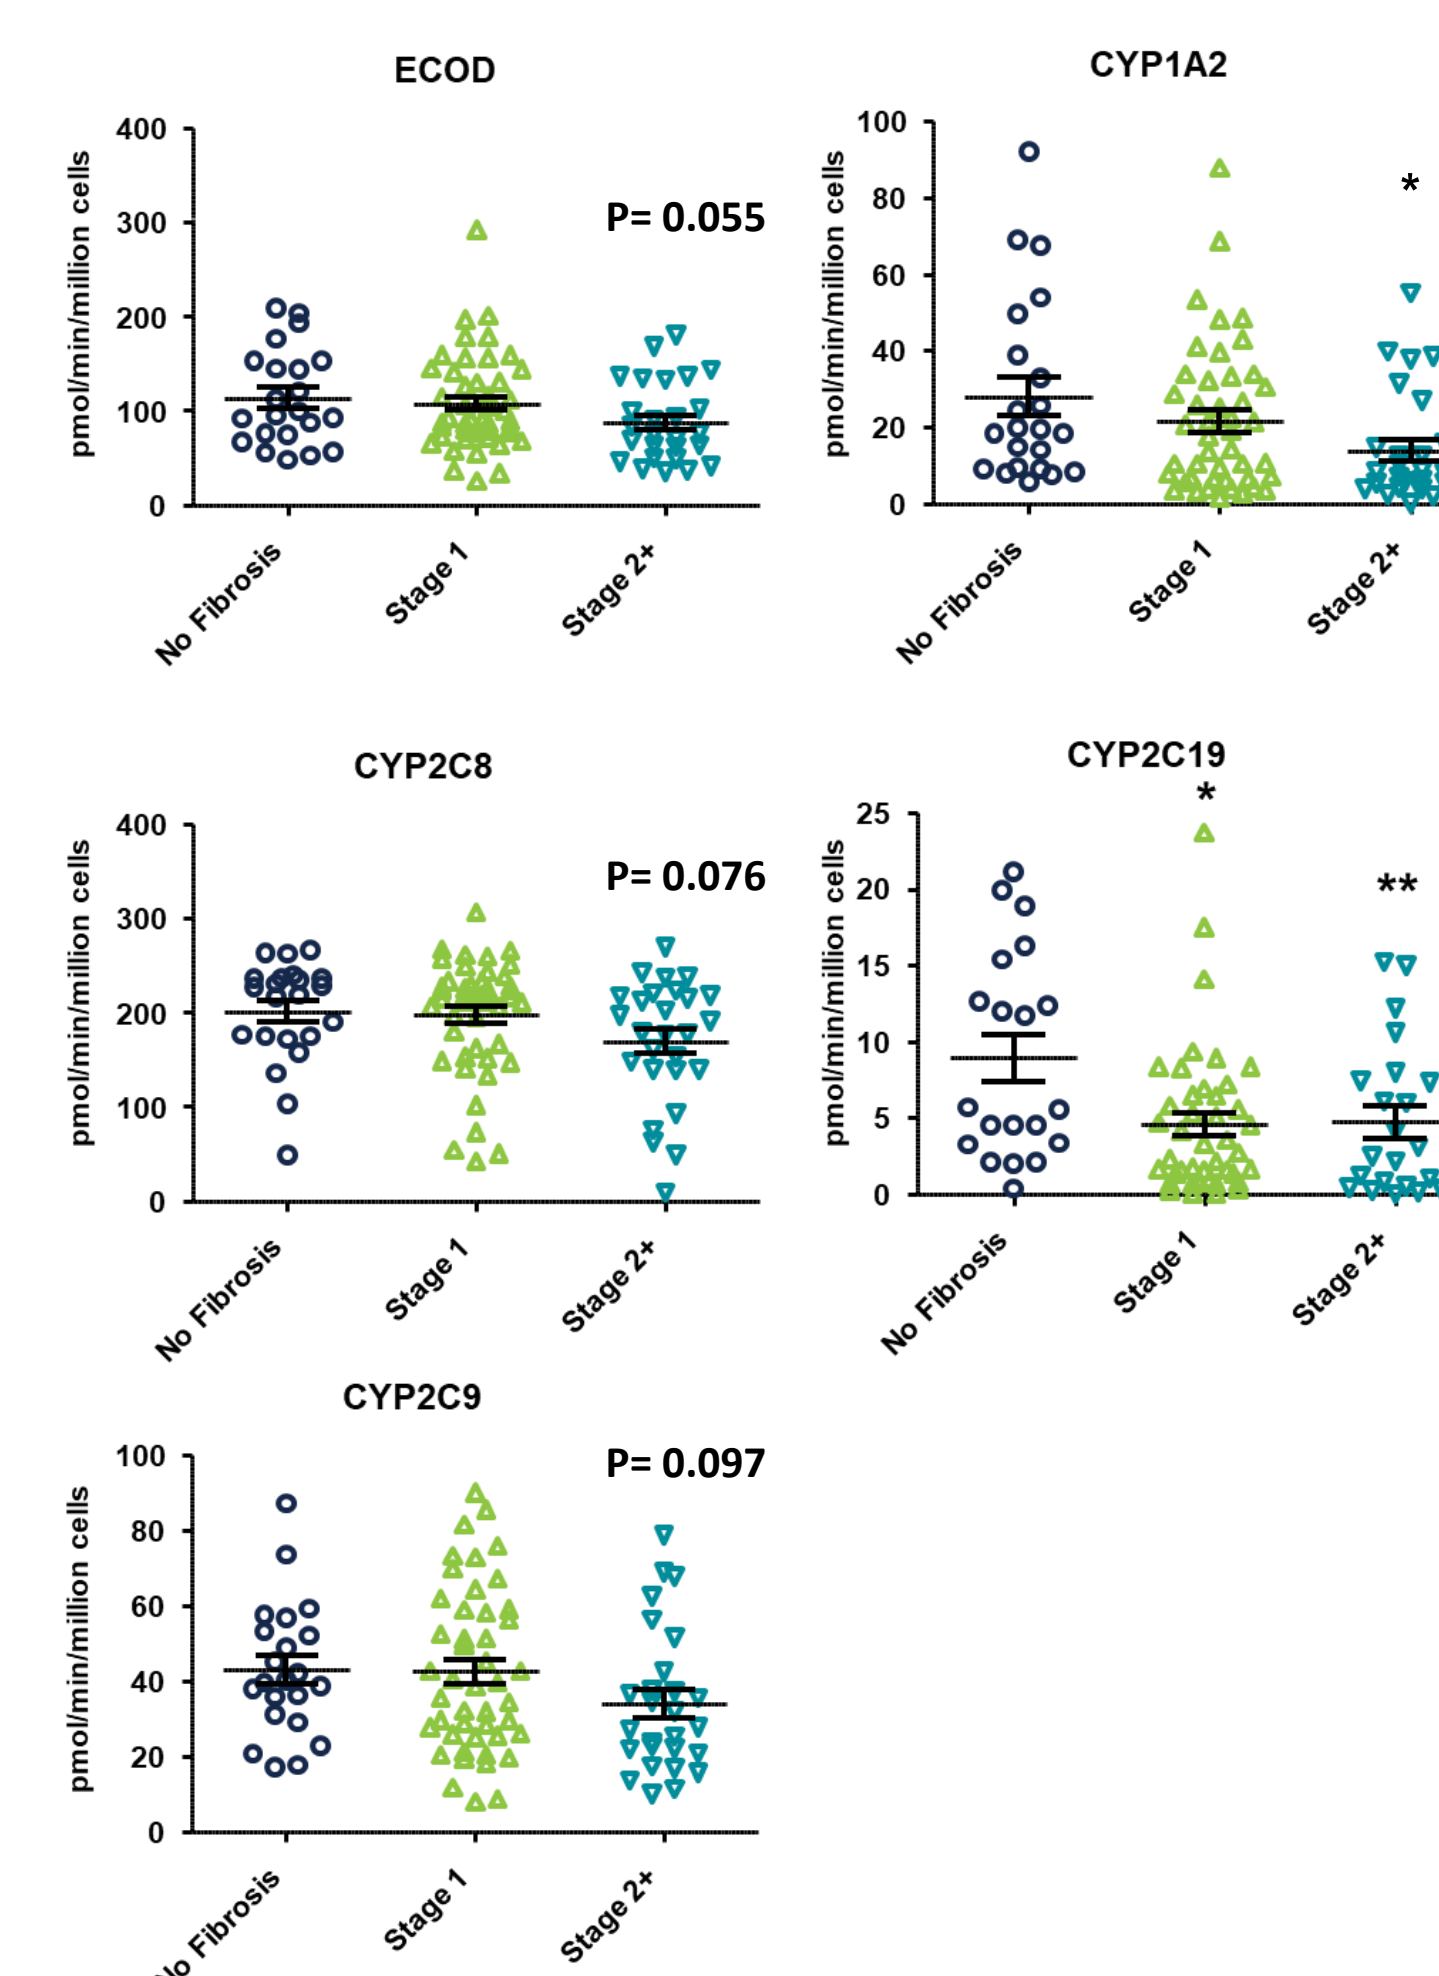 ECOD
pmol/min/million cells
400
300
200
100
0
P= 0.055
No Fibrosis
Stage 1
Stage 2+
CYP1A2
pmol/min/million cells
100
80
60
40
20
0
*
No Fibrosis
Stage 1
Stage 2+
CYP2C8
pmol/min/million cells
400
300
200
100
0
P= 0.076
No Fibrosis
Stage 1
Stage 2+
CYP2C19
pmol/min/million cells
25
20
15
10
5
0
*
**
No Fibrosis
Stage 1
Stage 2+
CYP2C9
pmol/min/million cells
100
80
60
40
20
0
P= 0.097
No Fibrosis
Stage 1
Stage 2+